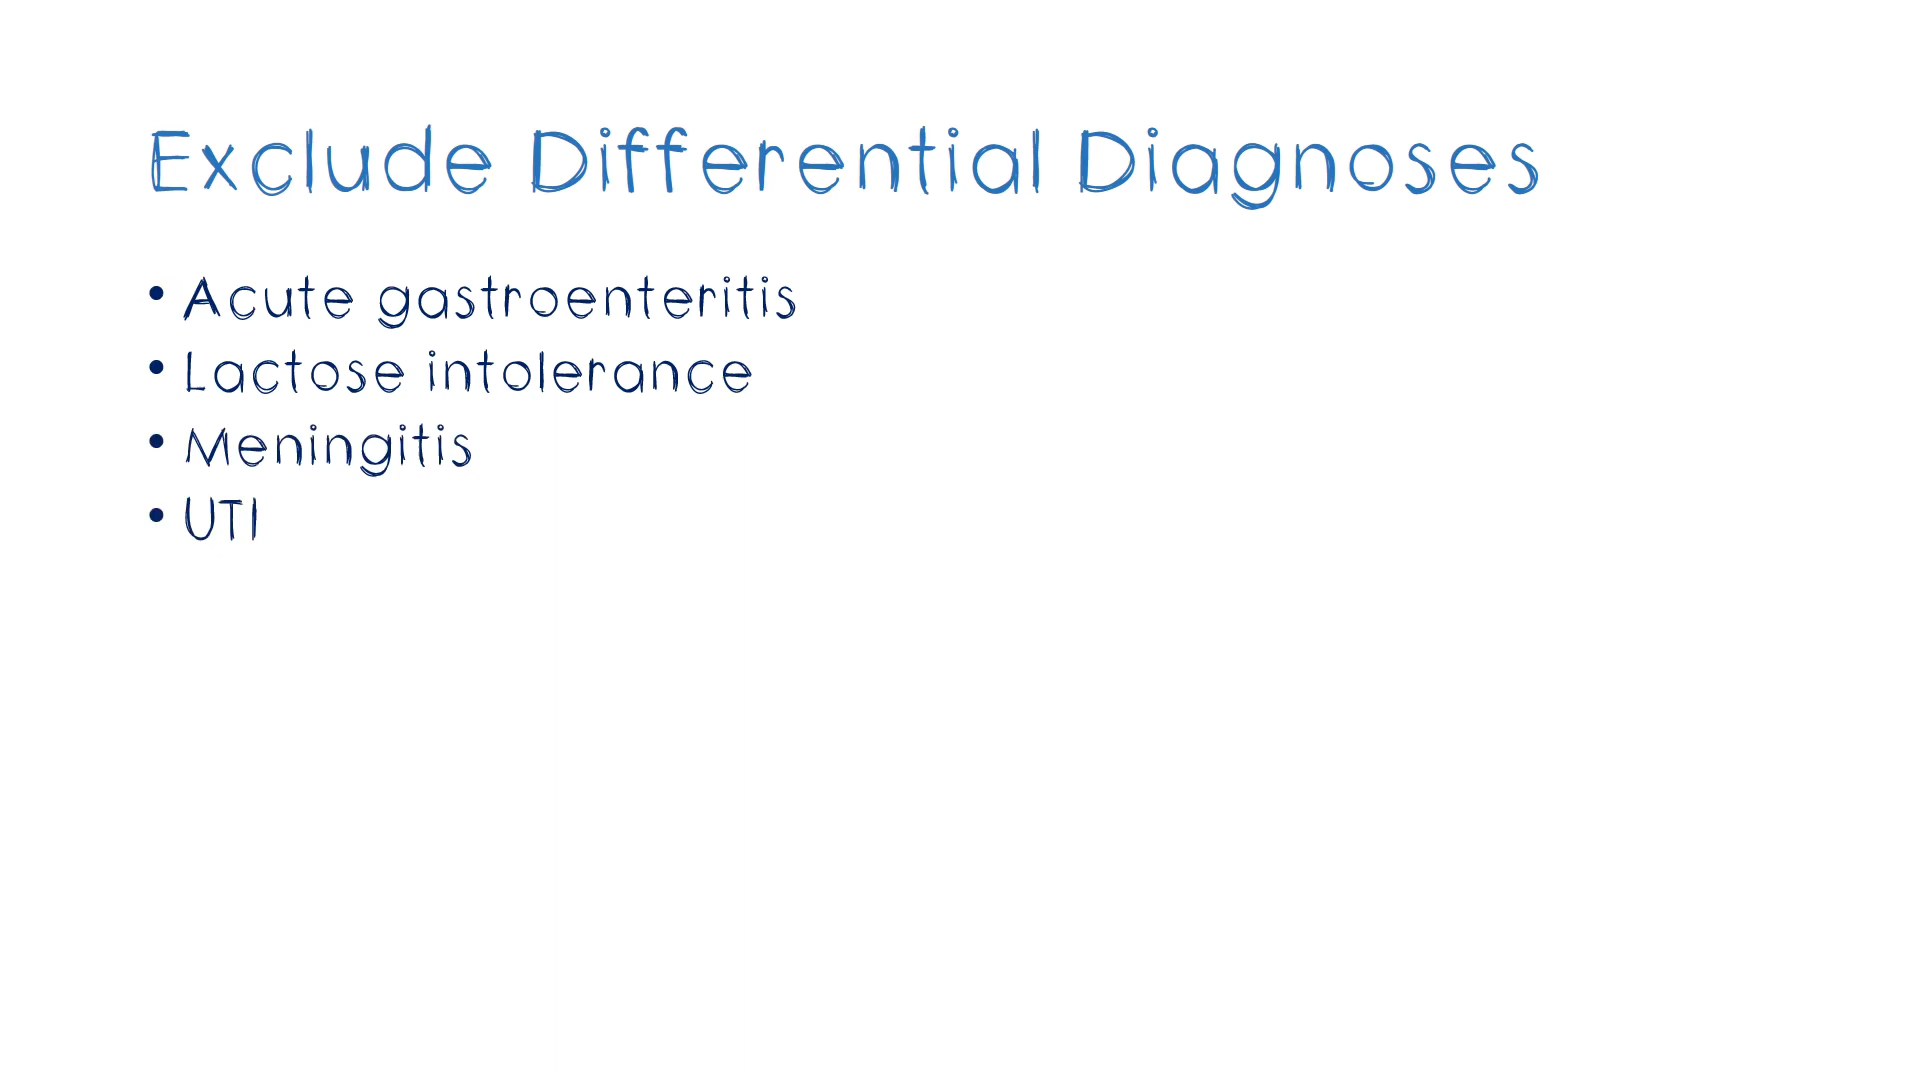 Exclude Differential Diagnoses
• Acute gastroenteritis
• Lactose intolerance
• Meningitis
• UTI